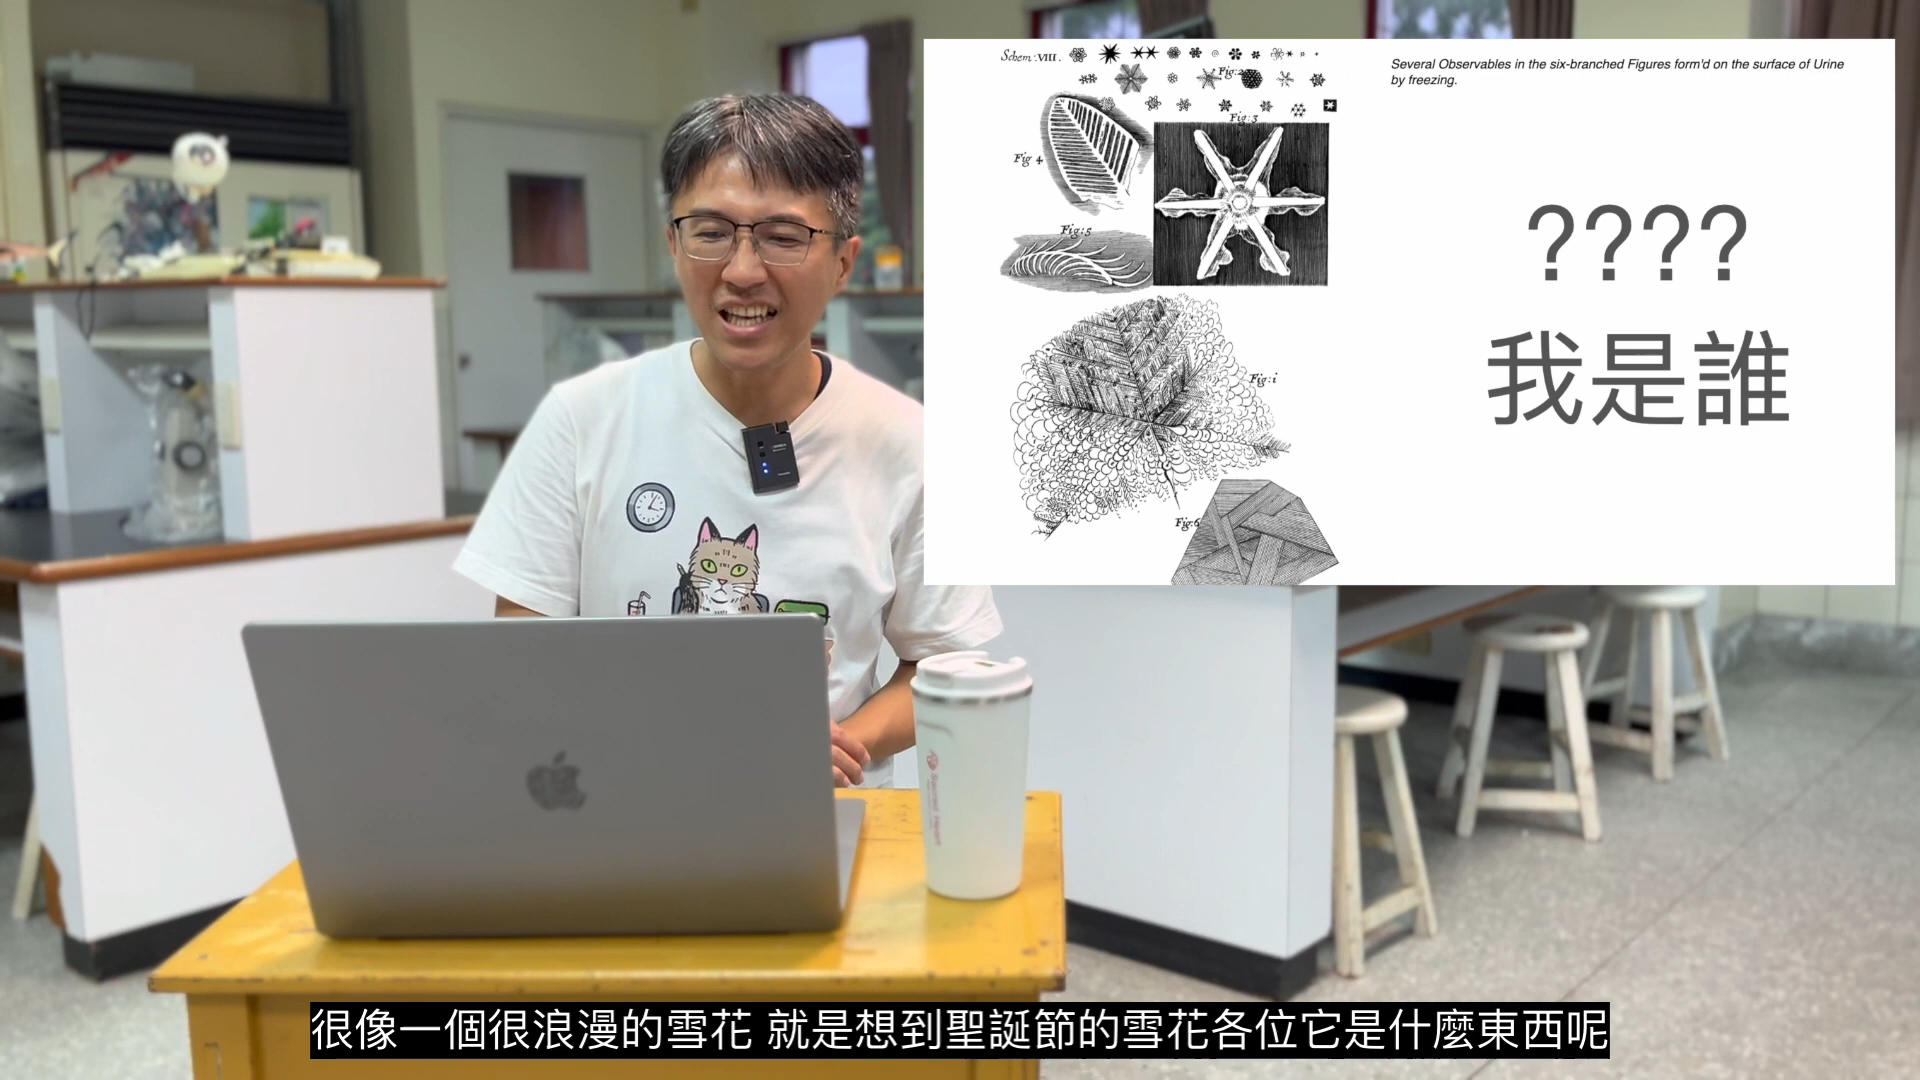 Schem: VIII.
Fig: 2
Fig: 3
Fig 4
Fig: 5
Fig: i
Fig: 6
Several Observables in the six-branched Figures form'd on the surface of Urine
by freezing.
????
我是誰
很像一個很浪漫的雪花 就是想到聖誕節的雪花各位它是什麼東西呢